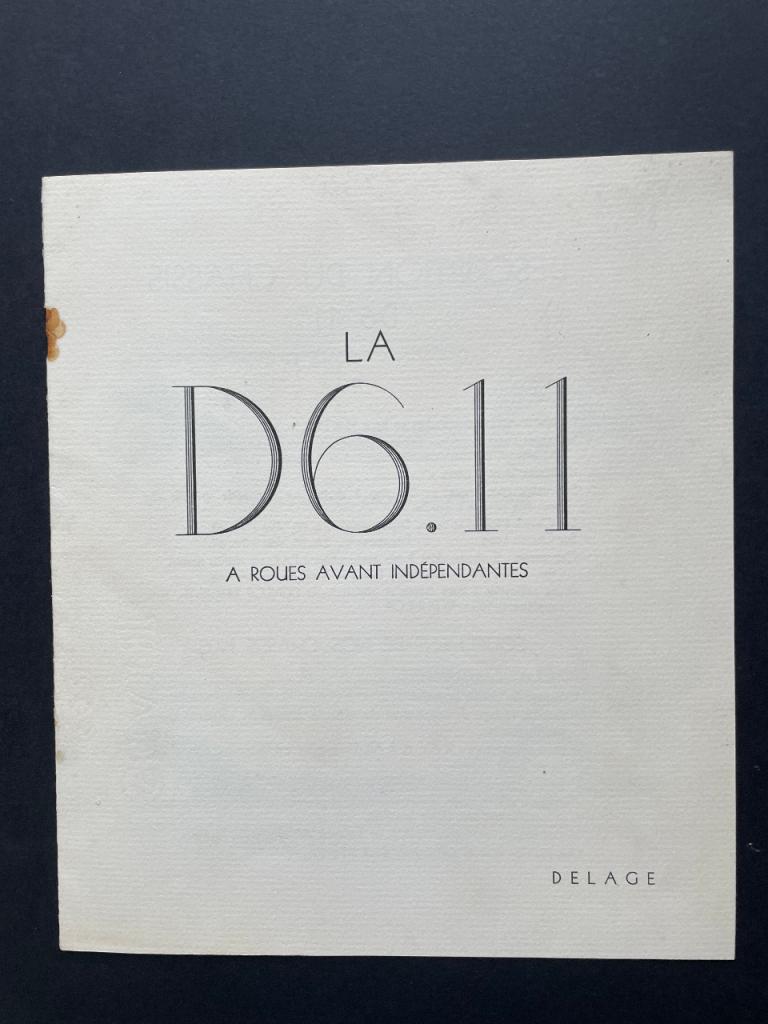 LA
D6.11
A ROUES AVANT INDÉPENDANTES
DELAGE